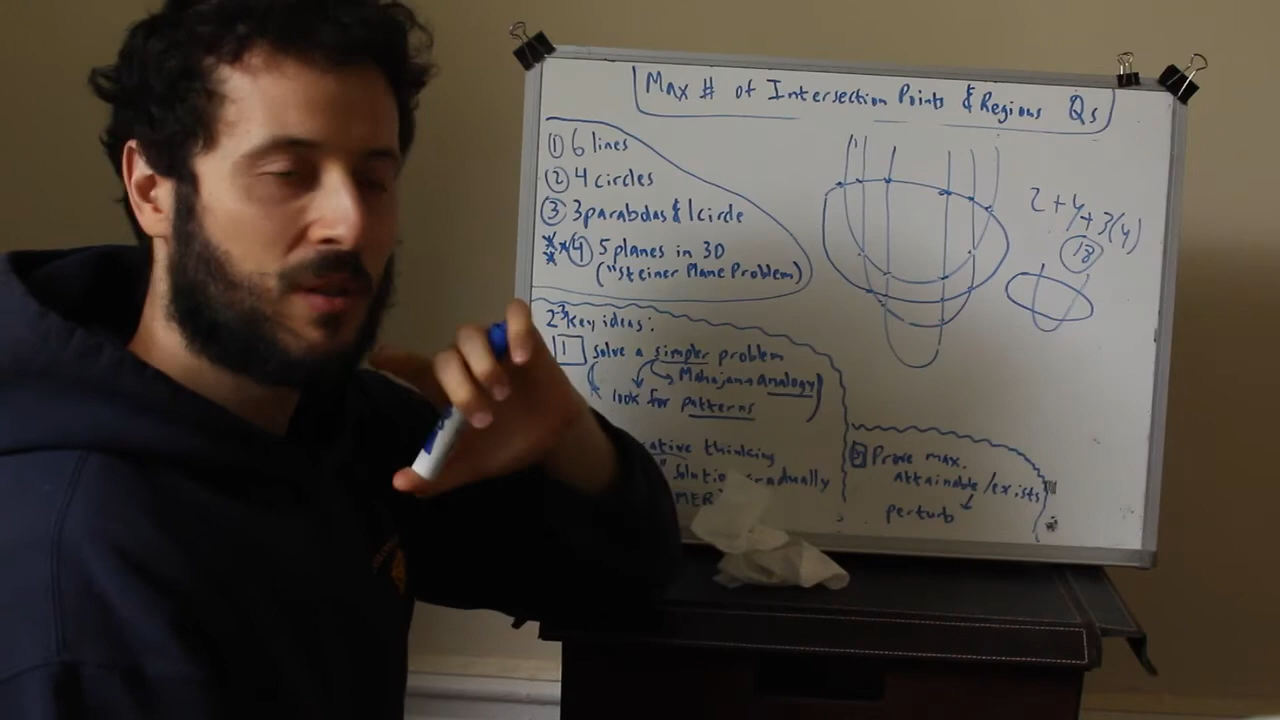 Max # of Intersection Points & Regions Qs
① 6 lines
② 4 circles
③ 3 parabolas & 1 circle
④ 5 planes in 3D
("Steiner Plane Problem)
2 + 4 + 3(4)
18
Key ideas:
1 solve a simpler problem
Mahajan → Analogy
look for patterns
thinking
gradually
Prove max.
attainable/exists
perturb